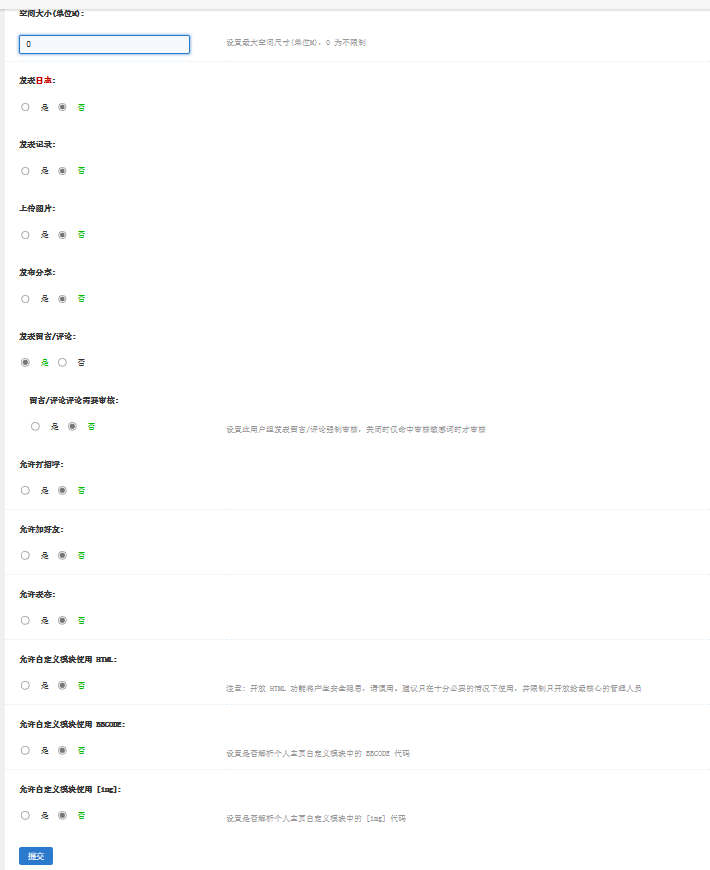 空间大小(单位M):
0
设置最大空间尺寸(单位M)，0 为不限制
发表日志:
是 否
发表记录:
是 否
上传图片:
是 否
发布分享:
是 否
发表留言/评论:
是 否
留言/评论评论需要审核:
是 否
设置此用户组发表留言/评论强制审核，关闭时仅命中审核敏感词时才审核
允许打招呼:
是 否
允许加好友:
是 否
允许表态:
是 否
允许自定义模块使用 HTML:
是 否
注意: 开放 HTML 功能将产生安全隐患，请慎用。建议只在十分必要的情况下使用，并限制只开放给最核心的管理人员
允许自定义模块使用 BBCODE:
是 否
设置是否解析个人主页自定义模块中的 BBCODE 代码
允许自定义模块使用 [img]:
是 否
设置是否解析个人主页自定义模块中的 [img] 代码
提交